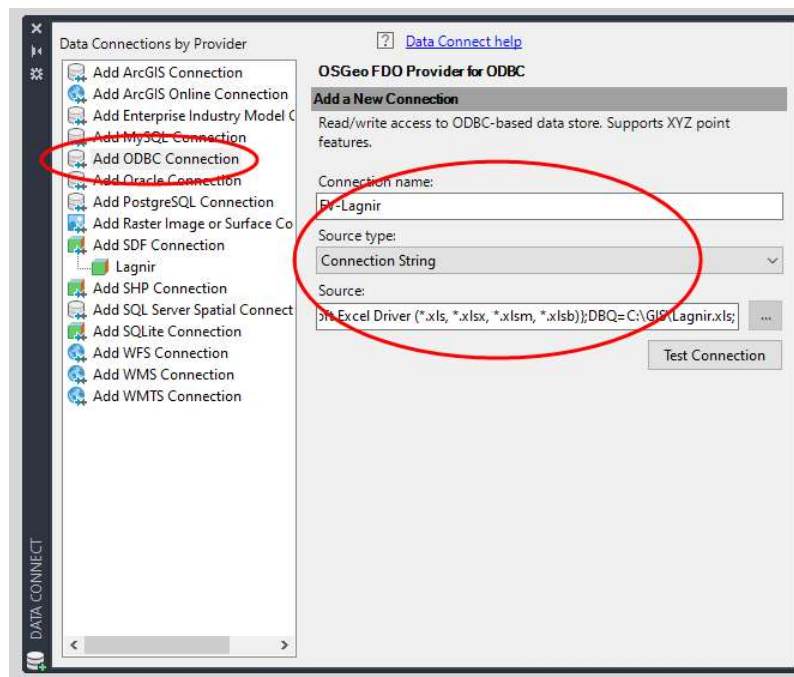 Data Connections by Provider
Add ArcGIS Connection
Add ArcGIS Online Connection
Add Enterprise Industry Model C
Add MySQL Connection
Add ODBC Connection
Add Oracle Connection
Add PostgreSQL Connection
Add Raster Image or Surface Co
Add SDF Connection
Lagnir
Add SHP Connection
Add SQL Server Spatial Connect
Add SQLite Connection
Add WFS Connection
Add WMS Connection
Add WMTS Connection
? Data Connect help
OSGeo FDO Provider for ODBC
Add a New Connection
Read/write access to ODBC-based data store. Supports XYZ point
features.
Connection name:
FV-Lagnir
Source type:
Connection String
Source:
oft Excel Driver (*.xls, *.xlsx, *.xlsm, *.xlsb)};DBQ=C:\GIS\Lagnir.xls;
...
Test Connection
DATA CONNECT